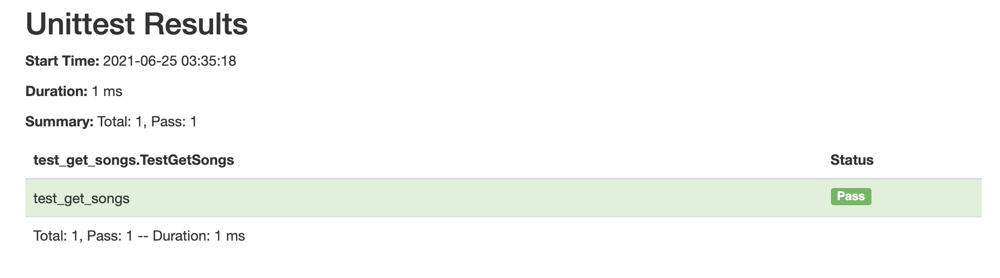 Unittest Results
Start Time: 2021-06-25 03:35:18
Duration: 1 ms
Summary: Total: 1, Pass: 1
test_get_songs.TestGetSongs Status
test_get_songs Pass
Total: 1, Pass: 1 -- Duration: 1 ms